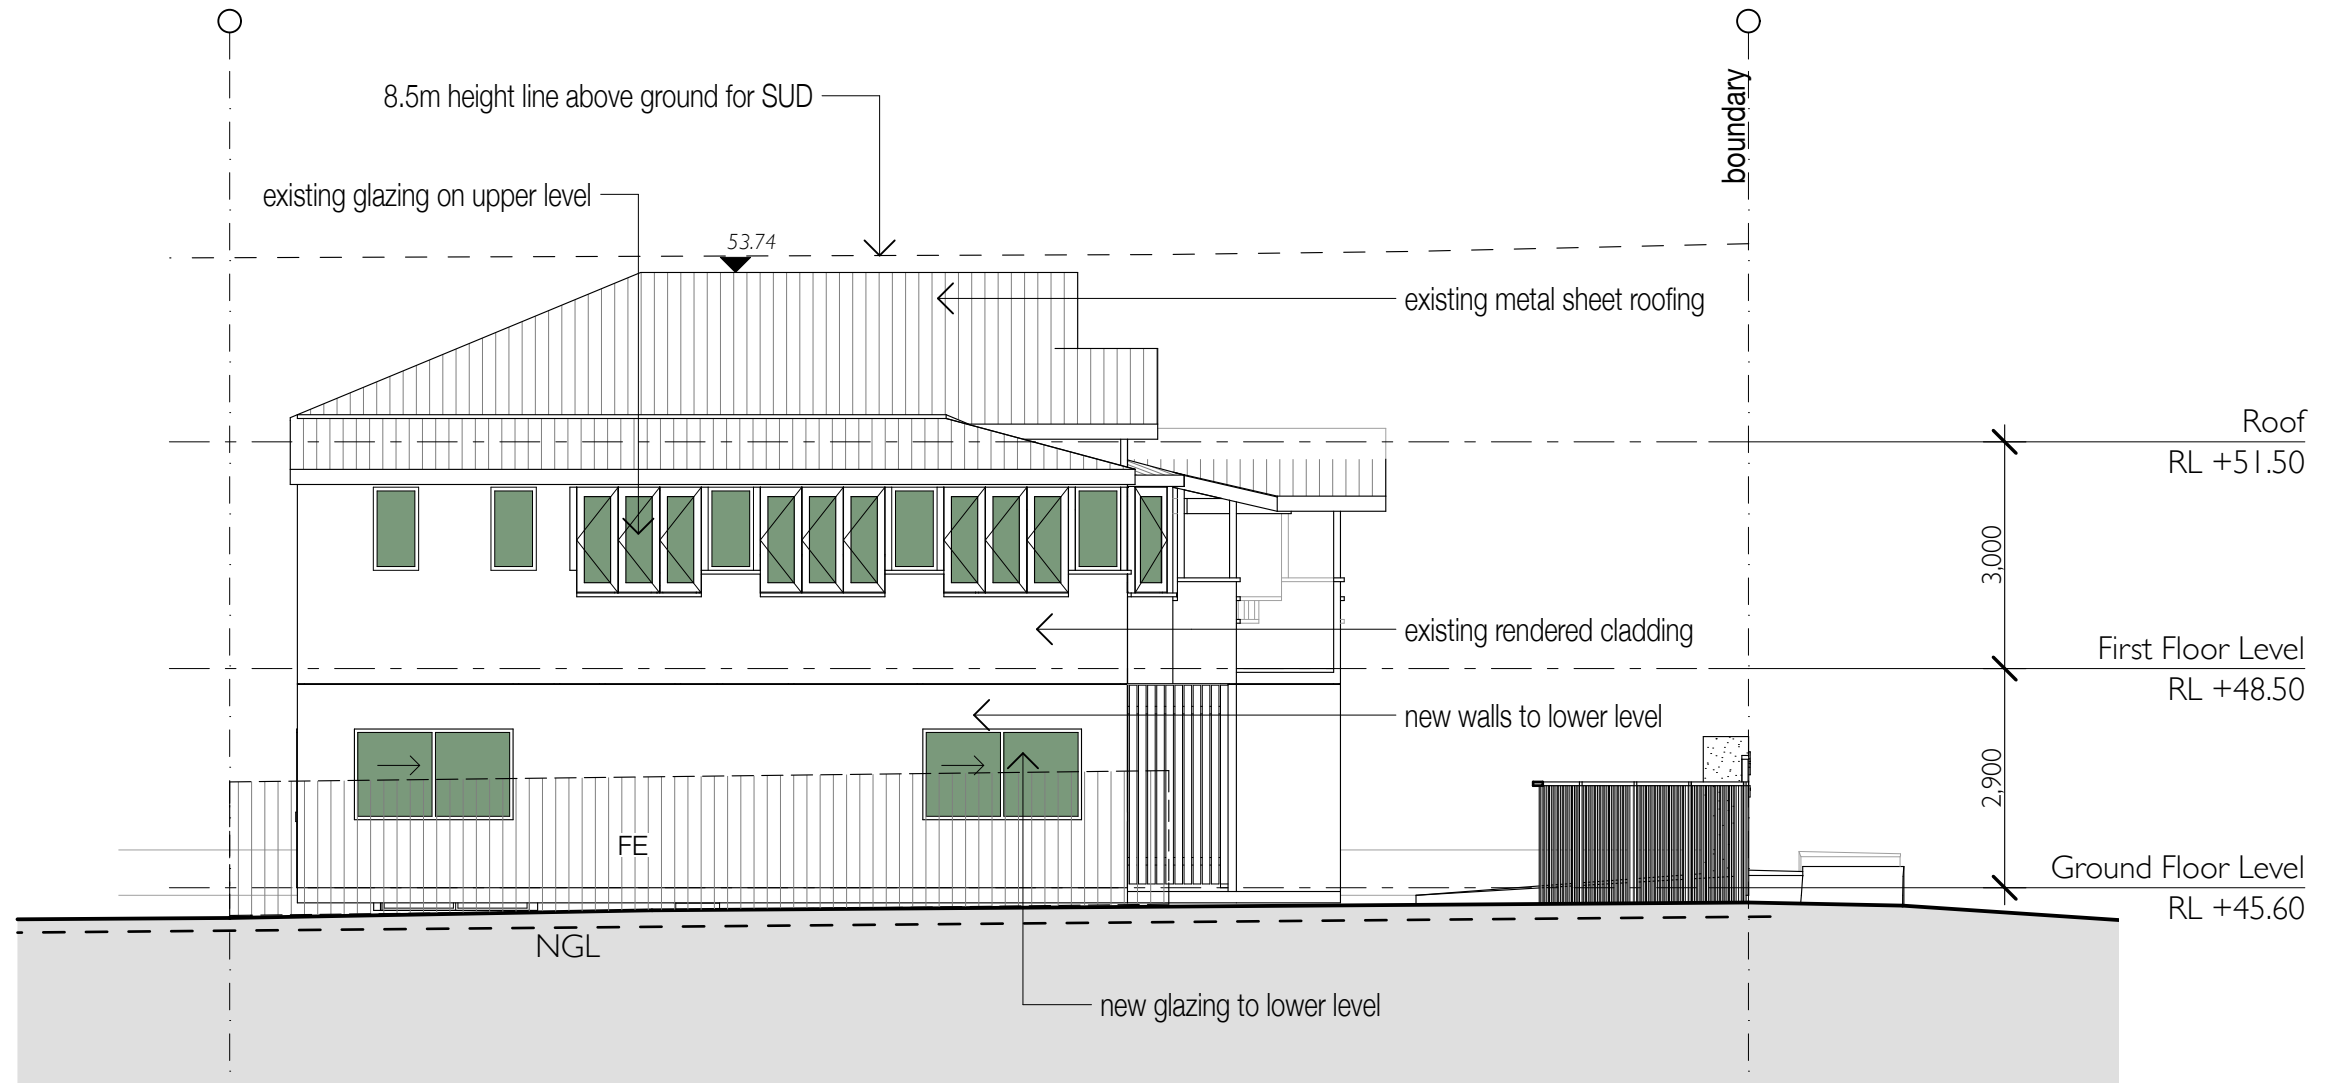 8.5m height line above ground for SUD
boundary
existing glazing on upper level
53.74
existing metal sheet roofing
Roof
RL +51.50
3,000
existing rendered cladding
First Floor Level
RL +48.50
new walls to lower level
2,900
FE
Ground Floor Level
RL +45.60
NGL
new glazing to lower level